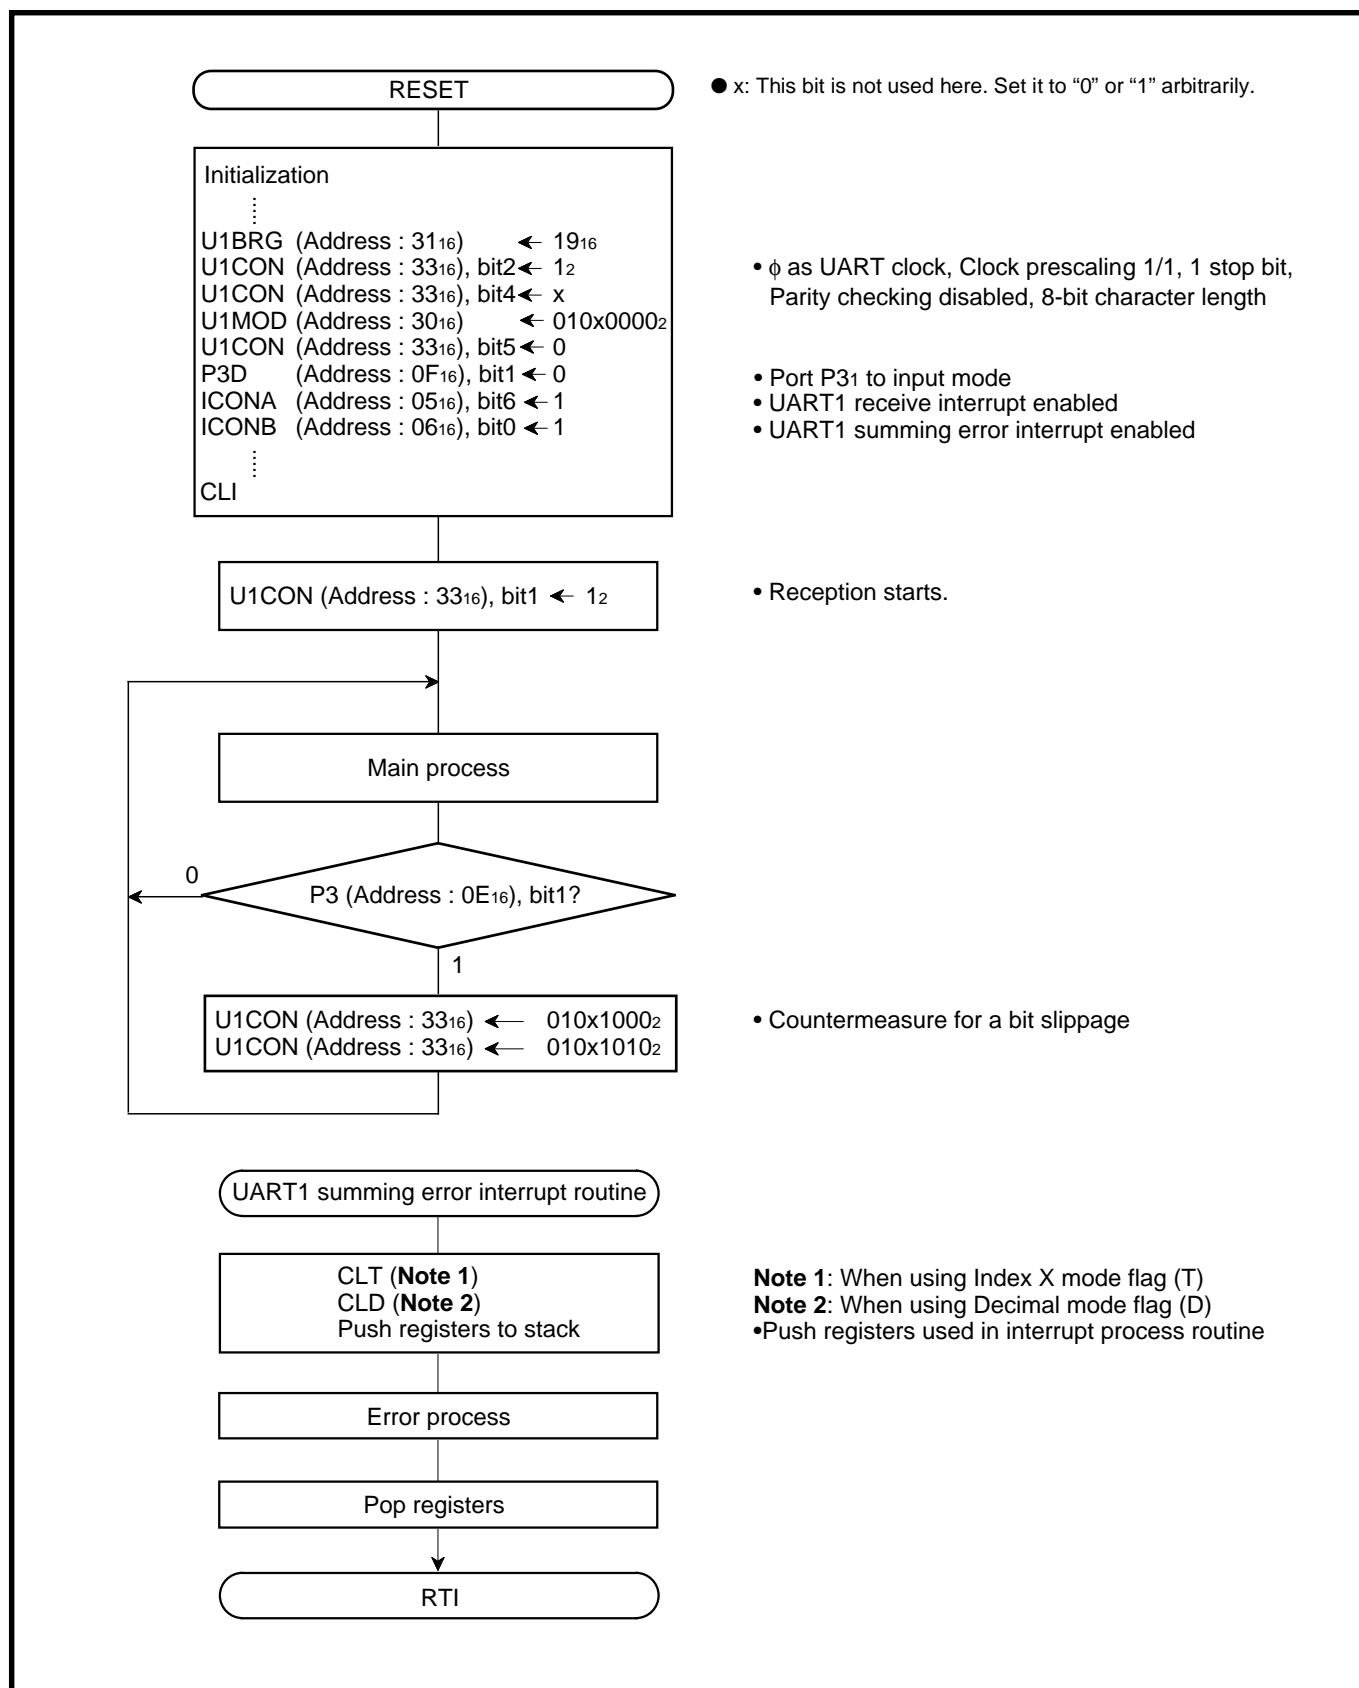 RESET
● x: This bit is not used here. Set it to “0” or “1” arbitrarily.
Initialization
U1BRG (Address : 3116) ← 1916
U1CON (Address : 3316), bit2 ← 12
U1CON (Address : 3316), bit4 ← x
U1MOD (Address : 3016) ← 010x00002
U1CON (Address : 3316), bit5 ← 0
P3D (Address : 0F16), bit1 ← 0
ICONA (Address : 0516), bit6 ← 1
ICONB (Address : 0616), bit0 ← 1
CLI
• ϕ as UART clock, Clock prescaling 1/1, 1 stop bit,
Parity checking disabled, 8-bit character length
• Port P31 to input mode
• UART1 receive interrupt enabled
• UART1 summing error interrupt enabled
U1CON (Address : 3316), bit1 ← 12
• Reception starts.
Main process
0
P3 (Address : 0E16), bit1?
1
U1CON (Address : 3316) ← 010x10002
U1CON (Address : 3316) ← 010x10102
• Countermeasure for a bit slippage
UART1 summing error interrupt routine
CLT (Note 1)
CLD (Note 2)
Push registers to stack
Note 1: When using Index X mode flag (T)
Note 2: When using Decimal mode flag (D)
•Push registers used in interrupt process routine
Error process
Pop registers
RTI